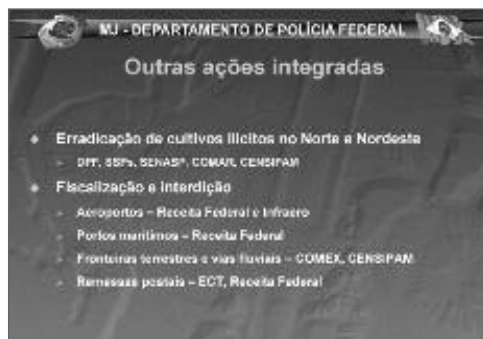 MJ - DEPARTAMENTO DE POLÍCIA FEDERAL
Outras ações integradas
Erradicação de cultivos ilícitos no Norte e Nordeste
DPF, SSPs, SENASP, COMAR, CENSIPAM
Fiscalização e interdição
Aeroportos – Receita Federal e Infraero
Portos marítimos – Receita Federal
Fronteiras terrestres e vias fluviais – COMEX, CENSIPAM
Remessas postais – ECT, Receita Federal